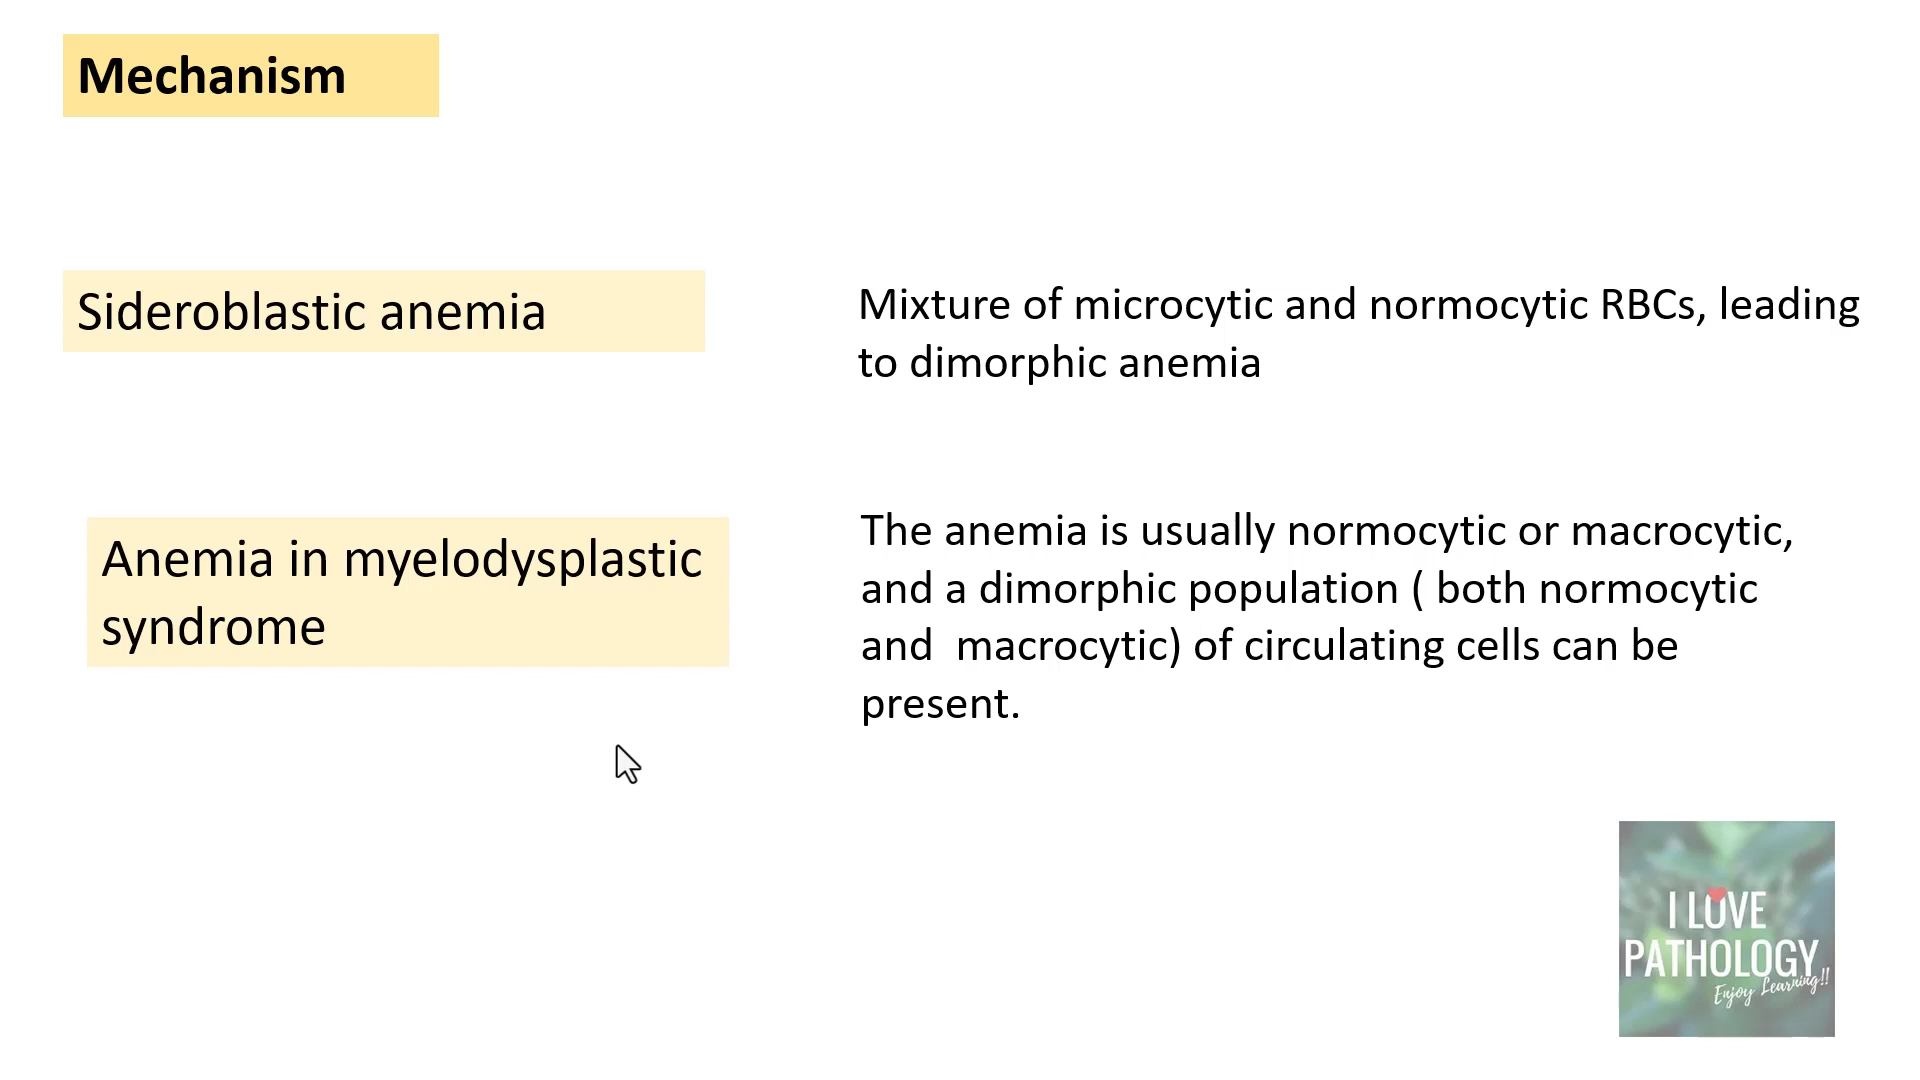 Mechanism
Sideroblastic anemia
Mixture of microcytic and normocytic RBCs, leading
to dimorphic anemia
Anemia in myelodysplastic
syndrome
The anemia is usually normocytic or macrocytic,
and a dimorphic population ( both normocytic
and  macrocytic) of circulating cells can be
present.
I LOVE
PATHOLOGY
Enjoy Learning!!